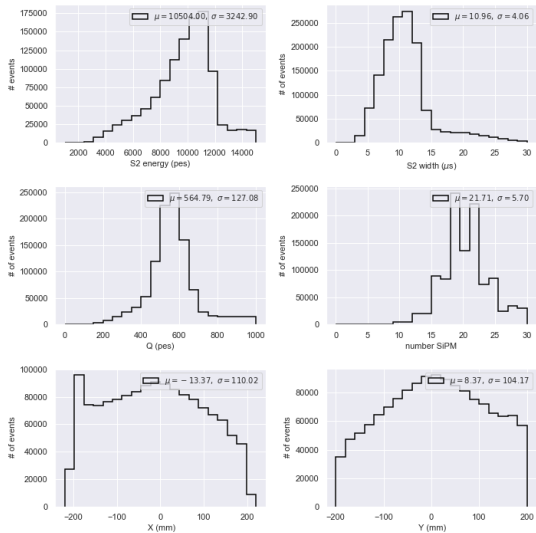 μ = 10504.00, σ = 3242.90
175000
150000
125000
100000
75000
50000
25000
0
# events
2000 4000 6000 8000 10000 12000 14000
S2 energy (pes)
μ = 10.96, σ = 4.06
250000
200000
150000
100000
50000
0
# of events
0 5 10 15 20 25 30
S2 width (μs)
μ = 564.79, σ = 127.08
250000
200000
150000
100000
50000
0
# of events
0 200 400 600 800 1000
Q (pes)
μ = 21.71, σ = 5.70
250000
200000
150000
100000
50000
0
# of events
0 5 10 15 20 25 30
number SiPM
μ = −13.37, σ = 110.02
100000
80000
60000
40000
20000
0
# of events
−200 −100 0 100 200
X (mm)
μ = 8.37, σ = 104.17
80000
60000
40000
20000
0
# of events
−200 −100 0 100 200
Y (mm)